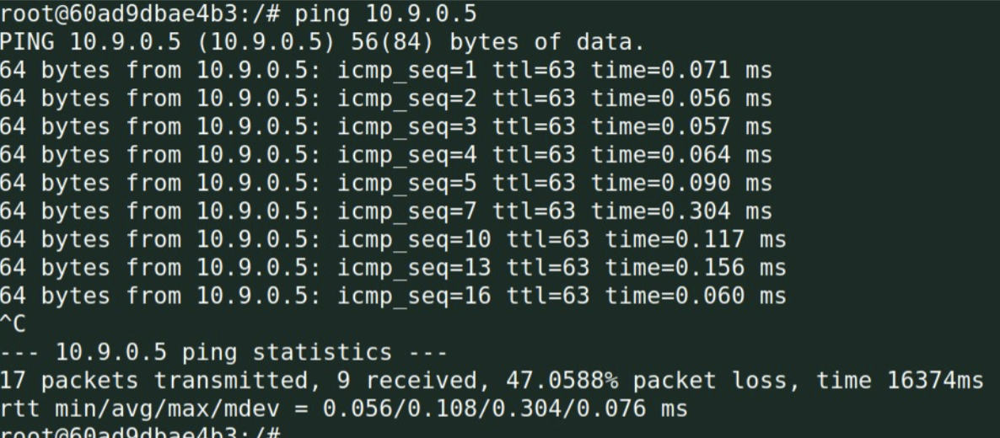 root@60ad9dbae4b3:/# ping 10.9.0.5
PING 10.9.0.5 (10.9.0.5) 56(84) bytes of data.
64 bytes from 10.9.0.5: icmp_seq=1 ttl=63 time=0.071 ms
64 bytes from 10.9.0.5: icmp_seq=2 ttl=63 time=0.056 ms
64 bytes from 10.9.0.5: icmp_seq=3 ttl=63 time=0.057 ms
64 bytes from 10.9.0.5: icmp_seq=4 ttl=63 time=0.064 ms
64 bytes from 10.9.0.5: icmp_seq=5 ttl=63 time=0.090 ms
64 bytes from 10.9.0.5: icmp_seq=7 ttl=63 time=0.304 ms
64 bytes from 10.9.0.5: icmp_seq=10 ttl=63 time=0.117 ms
64 bytes from 10.9.0.5: icmp_seq=13 ttl=63 time=0.156 ms
64 bytes from 10.9.0.5: icmp_seq=16 ttl=63 time=0.060 ms
^C
--- 10.9.0.5 ping statistics ---
17 packets transmitted, 9 received, 47.0588% packet loss, time 16374ms
rtt min/avg/max/mdev = 0.056/0.108/0.304/0.076 ms
root@60ad9dbae4b3:/#